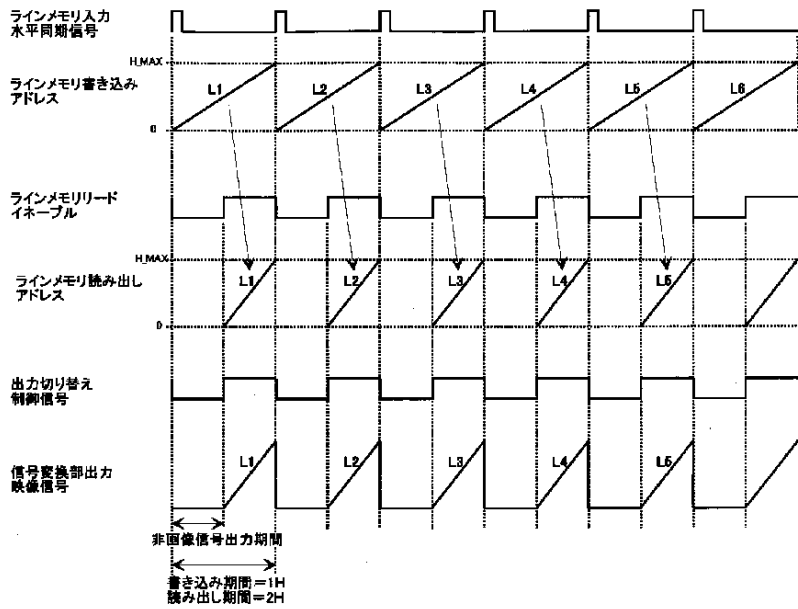 ラインメモリ入力
水平同期信号
H_MAX
ラインメモリ書き込み
アドレス
L1
L2
L3
L4
L5
L6
0
ラインメモリリード
イネーブル
H_MAX
ラインメモリ読み出し
アドレス
L1
L2
L3
L4
L5
0
出力切り替え
制御信号
信号変換部出力
映像信号
L1
L2
L3
L4
L5
非画像信号出力期間
書き込み期間=1H
読み出し期間=2H